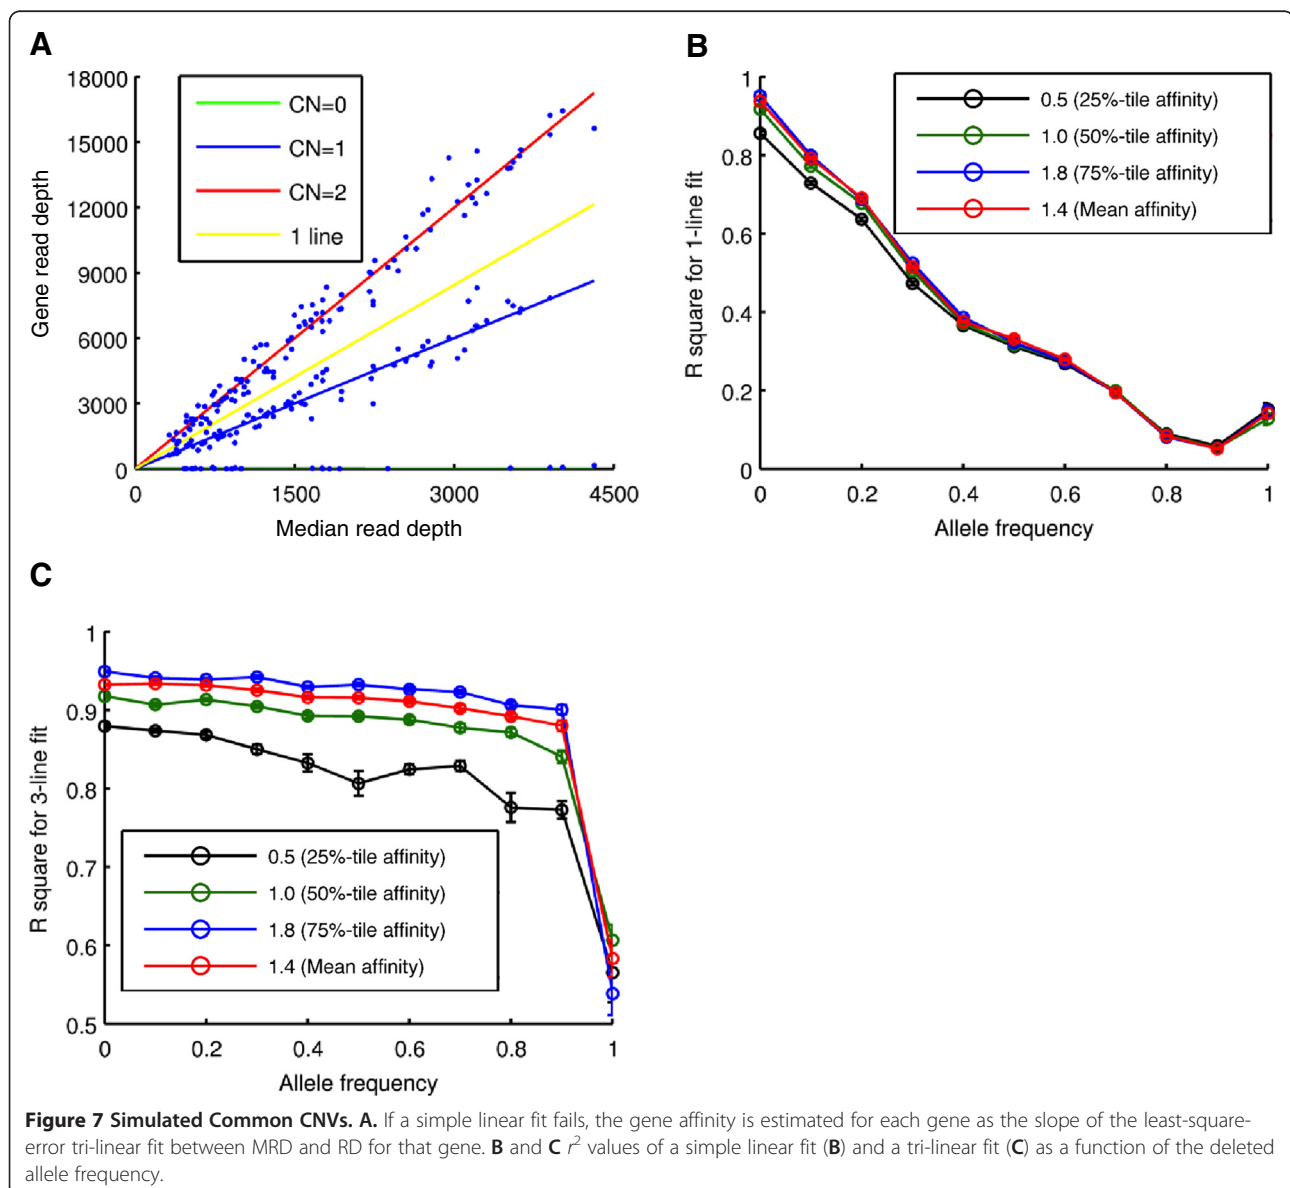 A
18000
15000
12000
9000
6000
3000
0
0 1500 3000 4500
Gene read depth
Median read depth
CN=0
CN=1
CN=2
1 line
B
1
0.8
0.6
0.4
0.2
0
0 0.2 0.4 0.6 0.8 1
R square for 1-line fit
Allele frequency
0.5 (25%-tile affinity)
1.0 (50%-tile affinity)
1.8 (75%-tile affinity)
1.4 (Mean affinity)
C
1
0.9
0.8
0.7
0.6
0.5
0 0.2 0.4 0.6 0.8 1
R square for 3-line fit
Allele frequency
0.5 (25%-tile affinity)
1.0 (50%-tile affinity)
1.8 (75%-tile affinity)
1.4 (Mean affinity)
Figure 7 Simulated Common CNVs. A. If a simple linear fit fails, the gene affinity is estimated for each gene as the slope of the least-square-
error tri-linear fit between MRD and RD for that gene. B and C r² values of a simple linear fit (B) and a tri-linear fit (C) as a function of the deleted
allele frequency.